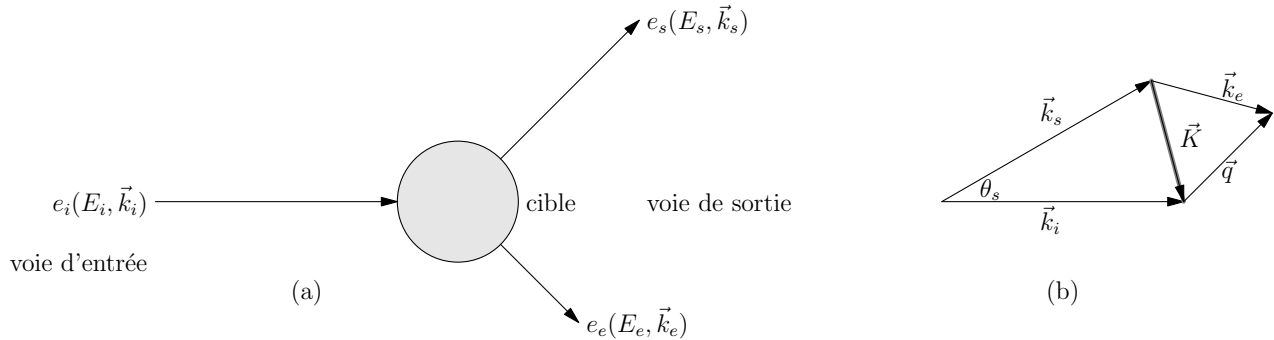 e_s(E_s, \vec{k}_s)
e_i(E_i, \vec{k}_i)
cible
voie de sortie
voie d'entrée
e_e(E_e, \vec{k}_e)
(a)
\vec{k}_s
\vec{k}_e
\vec{K}
\vec{q}
θ_s
\vec{k}_i
(b)